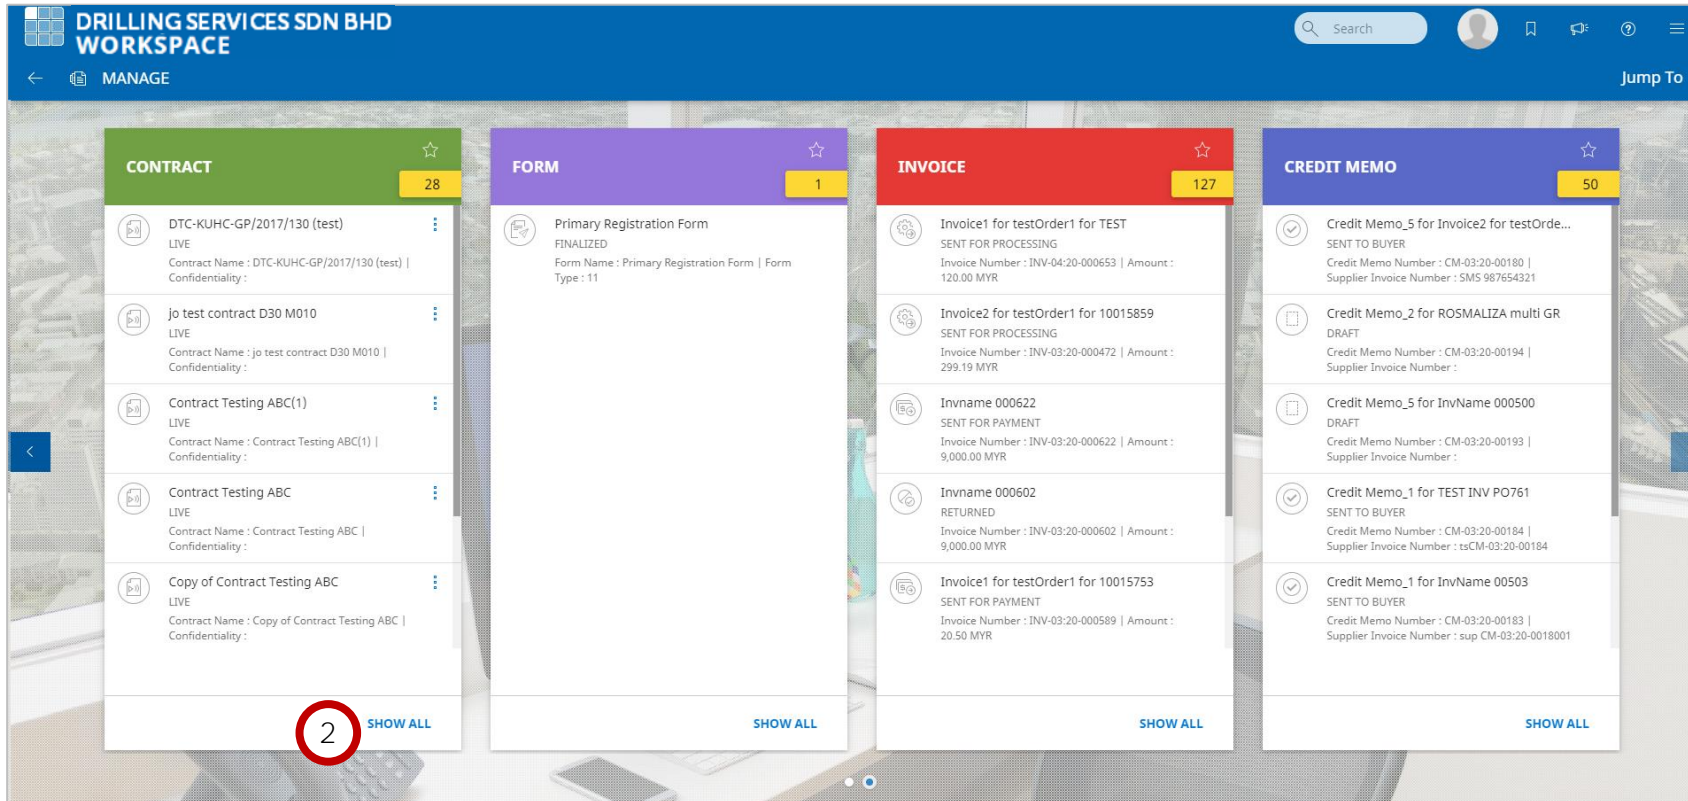 DRILLING SERVICES SDN BHD
WORKSPACE
Search
MANAGE
Jump To
CONTRACT
28
DTC-KUHC-GP/2017/130 (test)
LIVE
Contract Name : DTC-KUHC-GP/2017/130 (test) |
Confidentiality :
jo test contract D30 M010
LIVE
Contract Name : jo test contract D30 M010 |
Confidentiality :
Contract Testing ABC(1)
LIVE
Contract Name : Contract Testing ABC(1) |
Confidentiality :
Contract Testing ABC
LIVE
Contract Name : Contract Testing ABC |
Confidentiality :
Copy of Contract Testing ABC
LIVE
Contract Name : Copy of Contract Testing ABC |
Confidentiality :
2
SHOW ALL
FORM
1
Primary Registration Form
FINALIZED
Form Name : Primary Registration Form | Form
Type : 11
SHOW ALL
INVOICE
127
Invoice1 for testOrder1 for TEST
SENT FOR PROCESSING
Invoice Number : INV-04:20-000653 | Amount :
120.00 MYR
Invoice2 for testOrder1 for 10015859
SENT FOR PROCESSING
Invoice Number : INV-03:20-000472 | Amount :
299.19 MYR
Invname 000622
SENT FOR PAYMENT
Invoice Number : INV-03:20-000622 | Amount :
9,000.00 MYR
Invname 000602
RETURNED
Invoice Number : INV-03:20-000602 | Amount :
9,000.00 MYR
Invoice1 for testOrder1 for 10015753
SENT FOR PAYMENT
Invoice Number : INV-03:20-000589 | Amount :
20.50 MYR
SHOW ALL
CREDIT MEMO
50
Credit Memo_5 for Invoice2 for testOrde...
SENT TO BUYER
Credit Memo Number : CM-03:20-00180 |
Supplier Invoice Number : SMS 987654321
Credit Memo_2 for ROSMALIZA multi GR
DRAFT
Credit Memo Number : CM-03:20-00194 |
Supplier Invoice Number :
Credit Memo_5 for InvName 000500
DRAFT
Credit Memo Number : CM-03:20-00193 |
Supplier Invoice Number :
Credit Memo_1 for TEST INV PO761
SENT TO BUYER
Credit Memo Number : CM-03:20-00184 |
Supplier Invoice Number : tsCM-03:20-00184
Credit Memo_1 for InvName 00503
SENT TO BUYER
Credit Memo Number : CM-03:20-00183 |
Supplier Invoice Number : sup CM-03:20-0018001
SHOW ALL